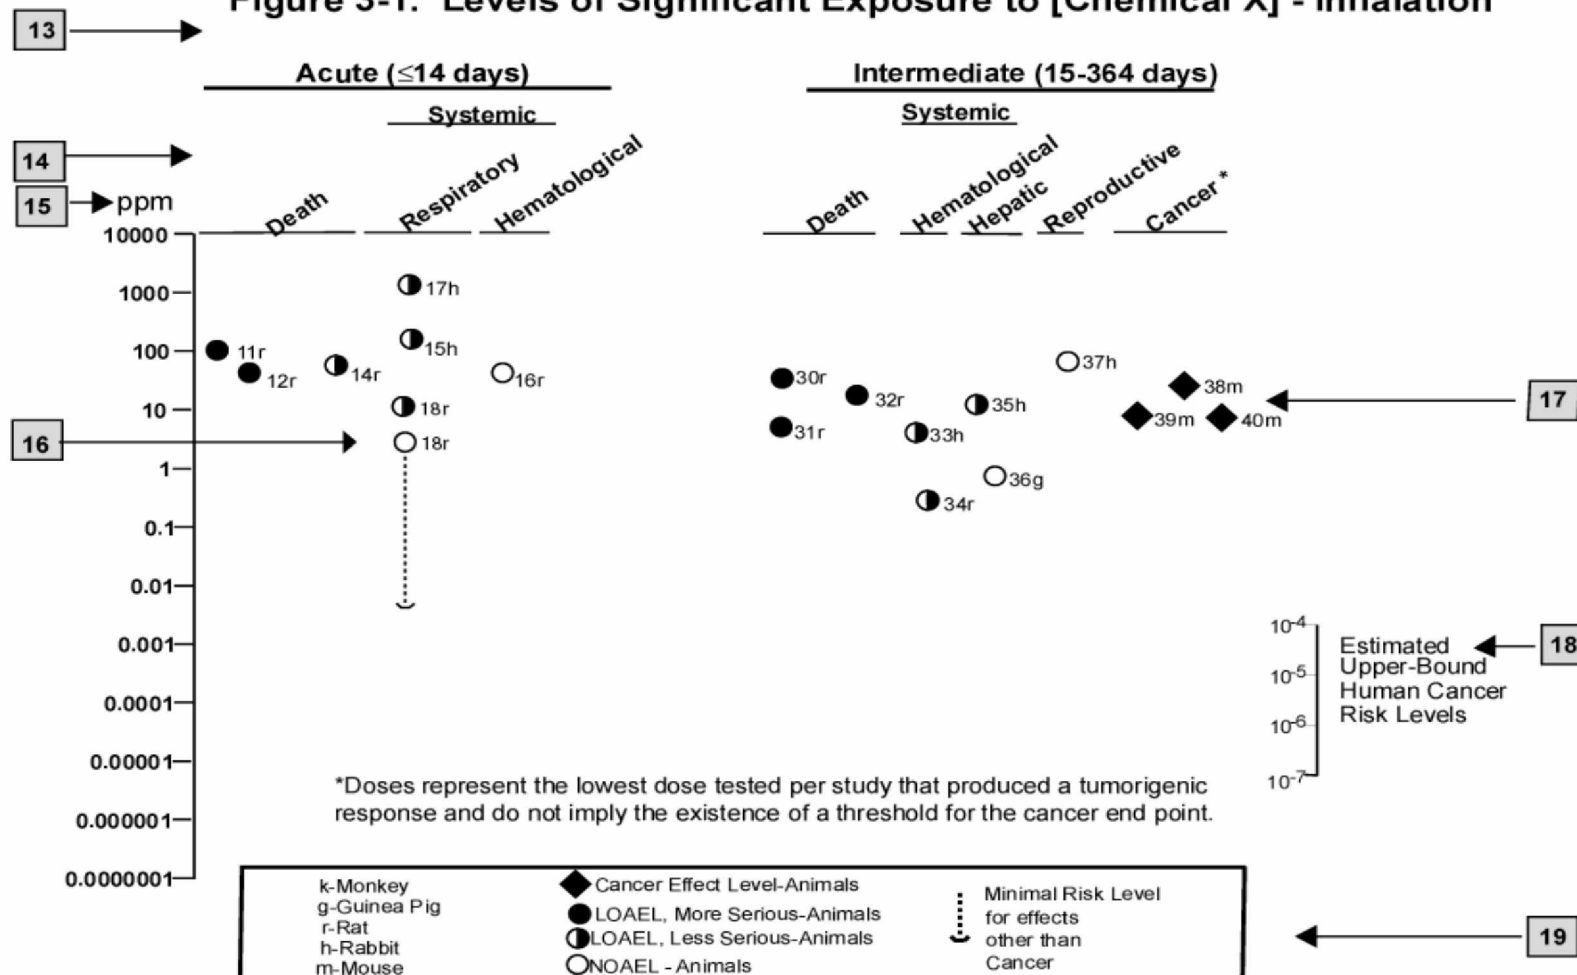 Figure 3-1. Levels of Significant Exposure to [Chemical X] - Inhalation
13
Acute (≤14 days)
Intermediate (15-364 days)
Systemic
Systemic
14
15
ppm
Death
Respiratory
Hematological
Death
Hematological
Hepatic
Reproductive
Cancer*
10000
1000
100
10
1
0.1
0.01
0.001
0.0001
0.00001
0.000001
0.0000001
17h
15h
11r
12r
14r
16r
18r
18r
16
30r
32r
31r
35h
33h
34r
36g
37h
38m
39m
40m
17
10-4
10-5
10-6
10-7
Estimated
Upper-Bound
Human Cancer
Risk Levels
18
*Doses represent the lowest dose tested per study that produced a tumorigenic
response and do not imply the existence of a threshold for the cancer end point.
k-Monkey
g-Guinea Pig
r-Rat
h-Rabbit
m-Mouse
Cancer Effect Level-Animals
LOAEL, More Serious-Animals
LOAEL, Less Serious-Animals
NOAEL - Animals
Minimal Risk Level
for effects
other than
Cancer
19